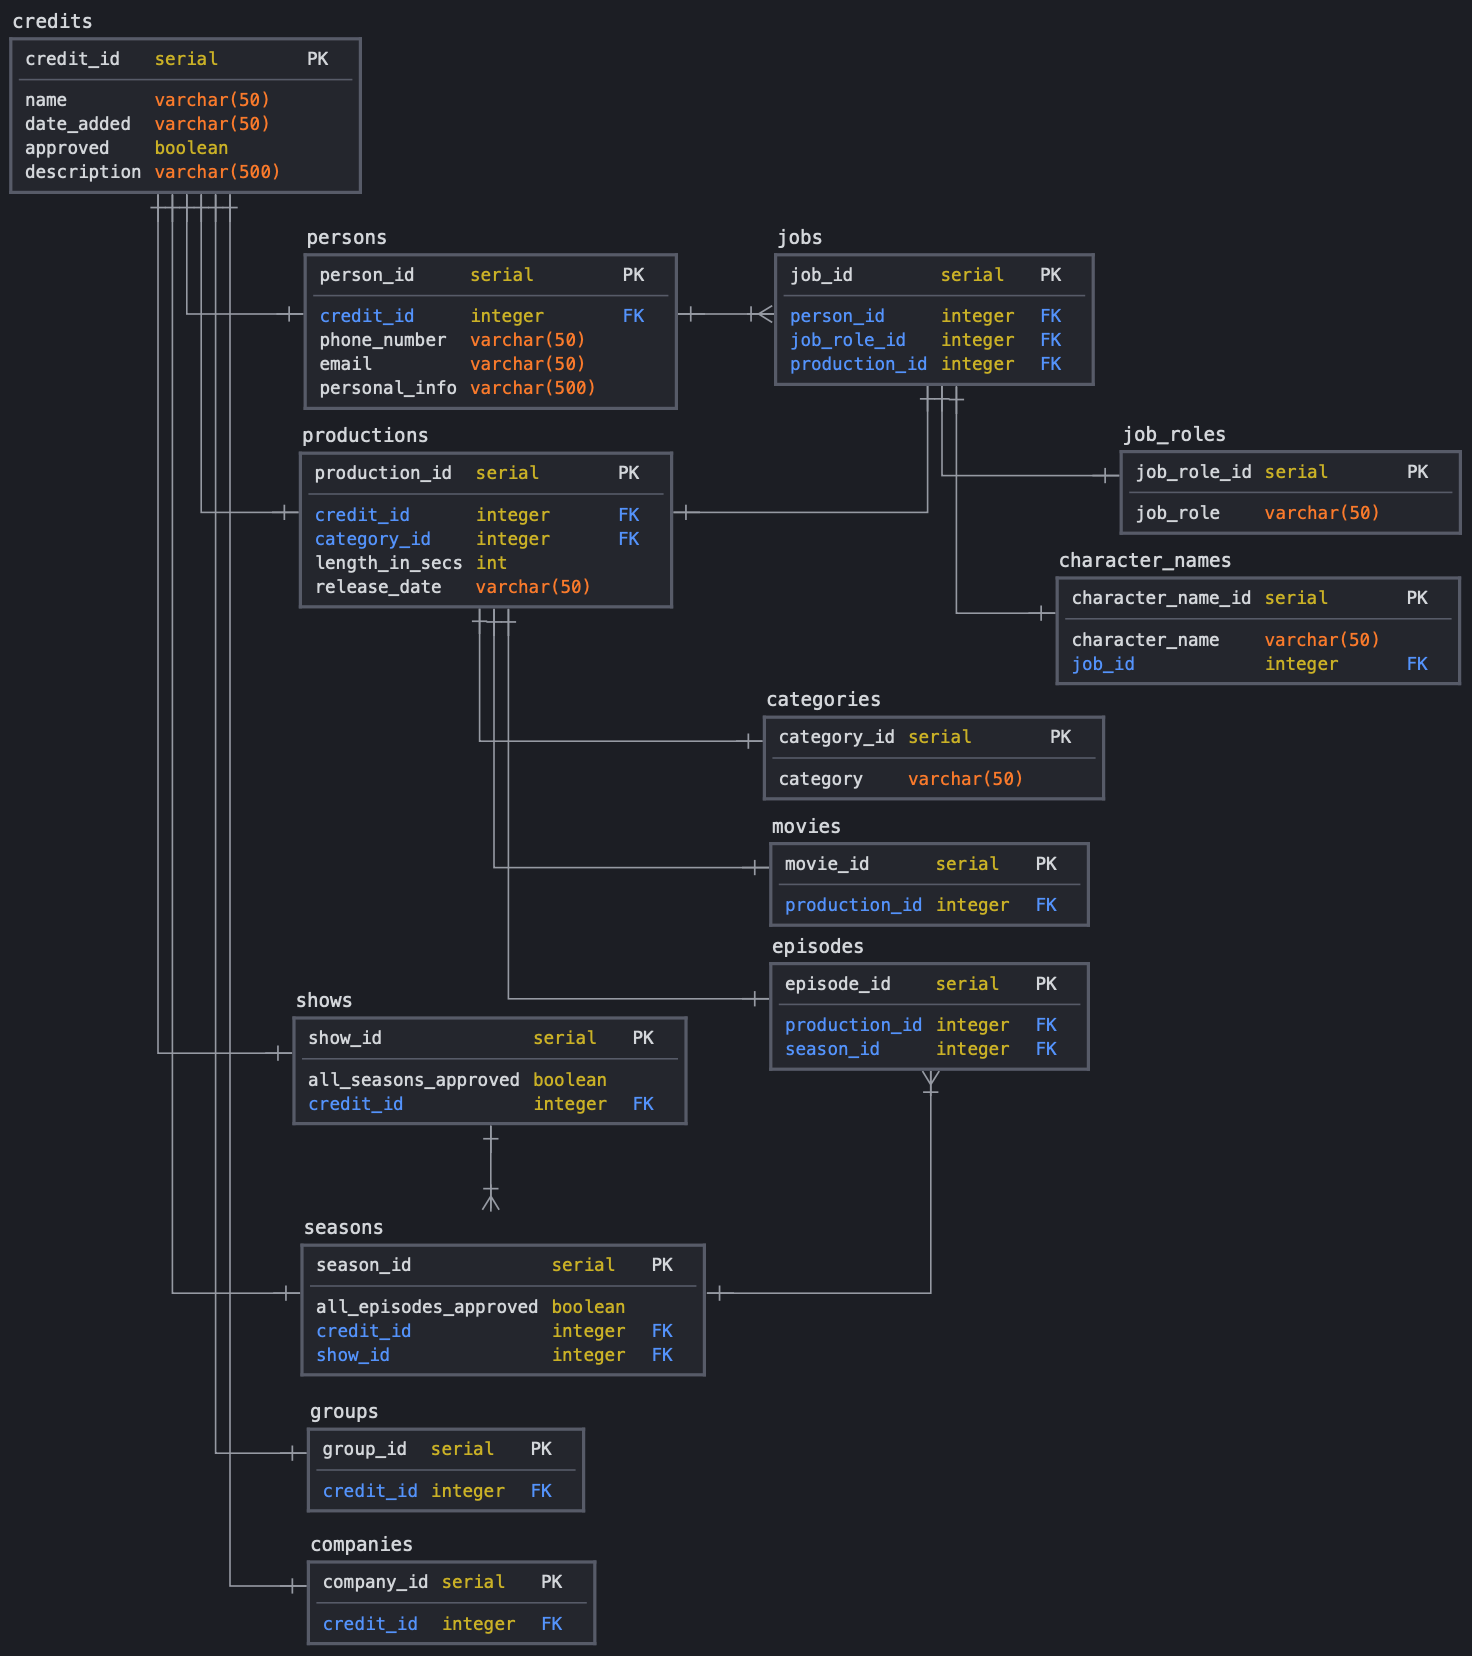 credits
credit_id serial PK
name varchar(50)
date_added varchar(50)
approved boolean
description varchar(500)
persons
person_id serial PK
credit_id integer FK
phone_number varchar(50)
email varchar(50)
personal_info varchar(500)
jobs
job_id serial PK
person_id integer FK
job_role_id integer FK
production_id integer FK
productions
production_id serial PK
credit_id integer FK
category_id integer FK
length_in_secs int
release_date varchar(50)
job_roles
job_role_id serial PK
job_role varchar(50)
character_names
character_name_id serial PK
character_name varchar(50)
job_id integer FK
categories
category_id serial PK
category varchar(50)
movies
movie_id serial PK
production_id integer FK
episodes
episode_id serial PK
production_id integer FK
season_id integer FK
shows
show_id serial PK
all_seasons_approved boolean
credit_id integer FK
seasons
season_id serial PK
all_episodes_approved boolean
credit_id integer FK
show_id integer FK
groups
group_id serial PK
credit_id integer FK
companies
company_id serial PK
credit_id integer FK